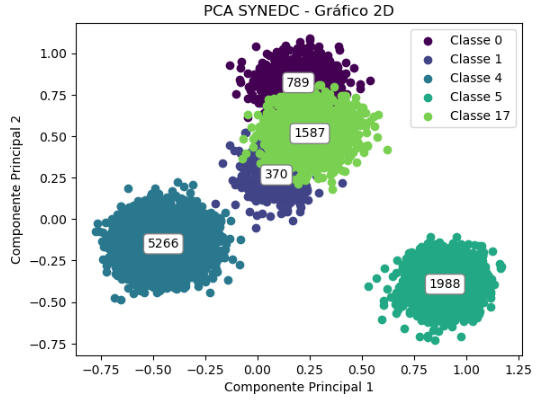 PCA SYNEDC - Gráfico 2D
Componente Principal 2
1.00
0.75
0.50
0.25
0.00
−0.25
−0.50
−0.75
Classe 0
Classe 1
Classe 4
Classe 5
Classe 17
789
1587
370
5266
1988
−0.75
−0.50
−0.25
0.00
0.25
0.50
0.75
1.00
1.25
Componente Principal 1